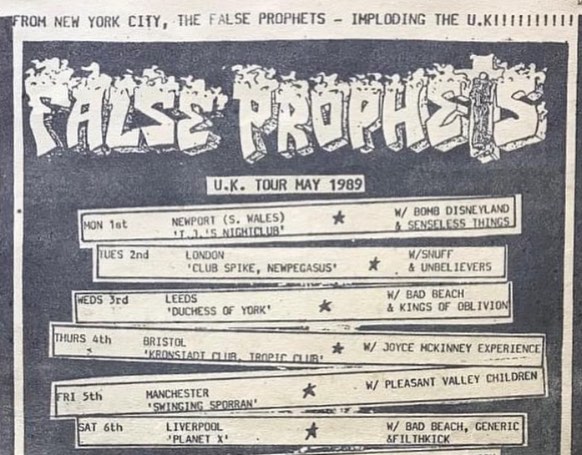 FROM NEW YORK CITY, THE FALSE PROPHETS - IMPLODING THE U.K!!!!!!!!!!!
FALSE PROPHETS
U.K. TOUR MAY 1989
MON 1st NEWPORT (S. WALES) ★ W/ BOMB DISNEYLAND
'T.J.'S NIGHTCLUB' & SENSELESS THINGS
TUES 2nd LONDON ★ W/SNUFF
'CLUB SPIKE, NEWPEGASUS' & UNBELIEVERS
WEDS 3rd LEEDS ★ W/ BAD BEACH
'DUCHESS OF YORK' & KINGS OF OBLIVION
THURS 4th BRISTOL ★ W/ JOYCE MCKINNEY EXPERIENCE
'KRONSTADT CLUB, TROPIC CLUB'
FRI 5th MANCHESTER ★ W/ PLEASANT VALLEY CHILDREN
'SWINGING SPORRAN'
SAT 6th LIVERPOOL ★ W/ BAD BEACH, GENERIC
'PLANET X' &FILTHKICK